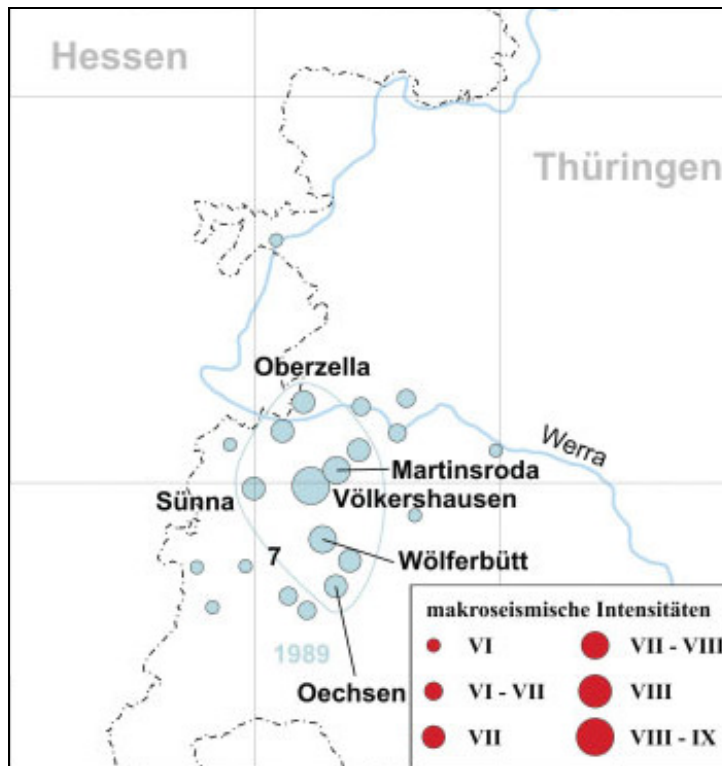 Hessen
Thüringen
Oberzella
Werra
Martinsroda
Sünna
Völkershausen
7
Wölferbütt
1989
Oechsen
makroseismische Intensitäten
VI
VII - VIII
VI - VII
VIII
VII
VIII - IX